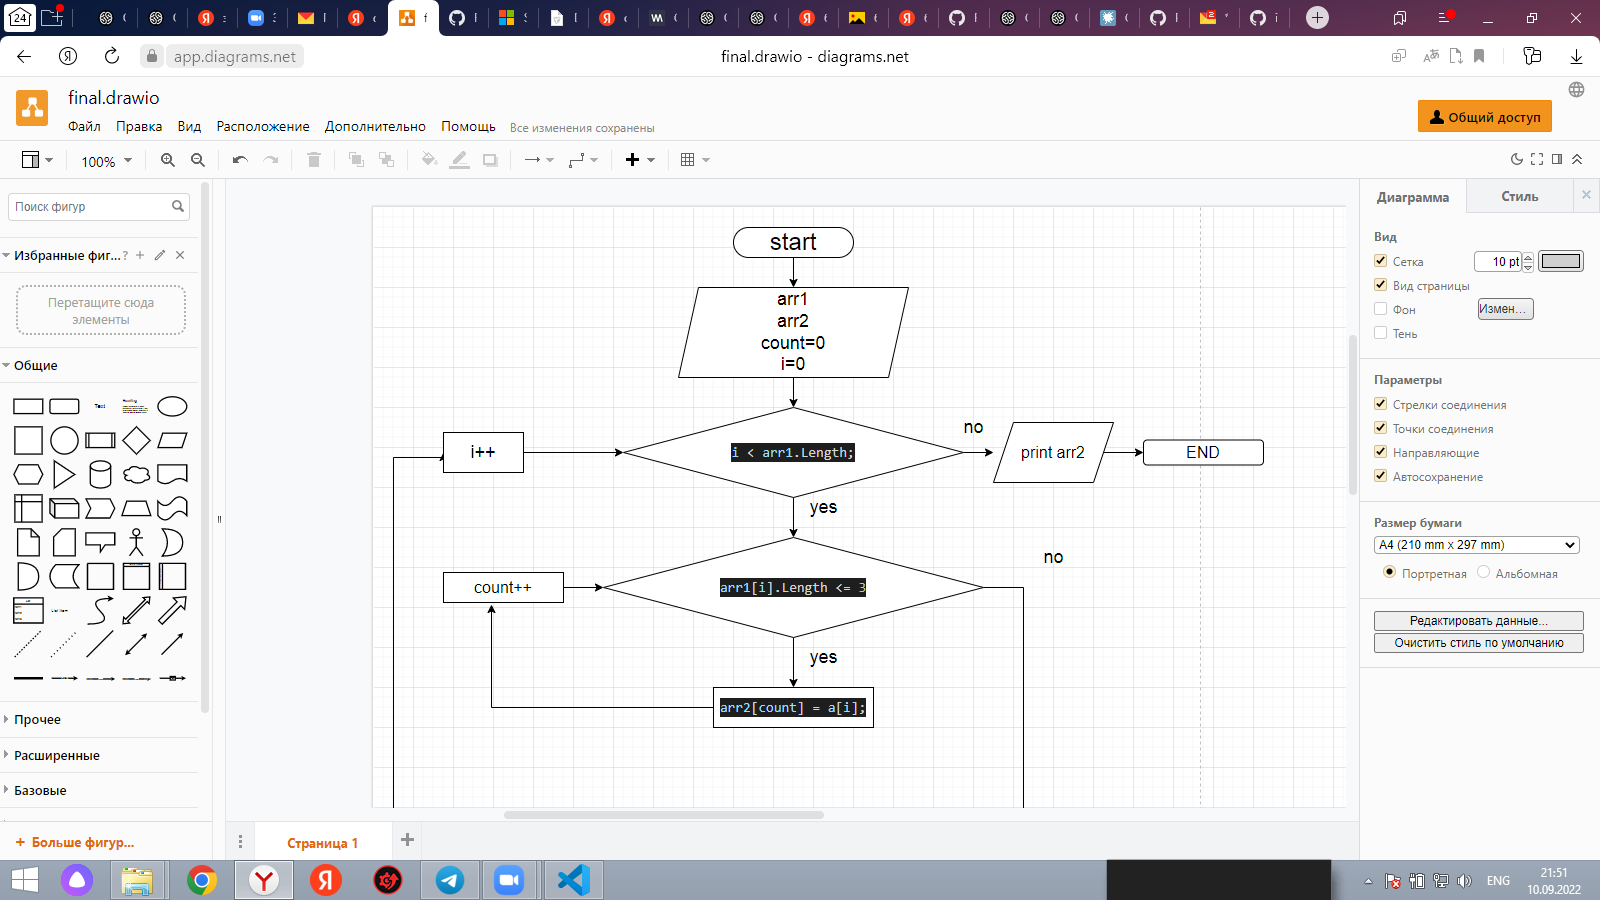 24
app.diagrams.net
final.drawio - diagrams.net
final.drawio
Файл Правка Вид Расположение Дополнительно Помощь Все изменения сохранены
Общий доступ
100%
Поиск фигур
Избранные фиг... ?
Перетащите сюда
элементы
Общие
Text
Heading
List Item
Прочее
Расширенные
Базовые
+ Больше фигур...
start
arr1
arr2
count=0
i=0
i++
i < arr1.Length;
no
print arr2
END
yes
no
count++
arr1[i].Length <= 3
yes
arr2[count] = a[i];
Страница 1
Диаграмма Стиль
Вид
Сетка 10 pt
Вид страницы
Фон Измен...
Тень
Параметры
Стрелки соединения
Точки соединения
Направляющие
Автосохранение
Размер бумаги
A4 (210 mm x 297 mm)
Портретная Альбомная
Редактировать данные...
Очистить стиль по умолчанию
ENG
21:51
10.09.2022